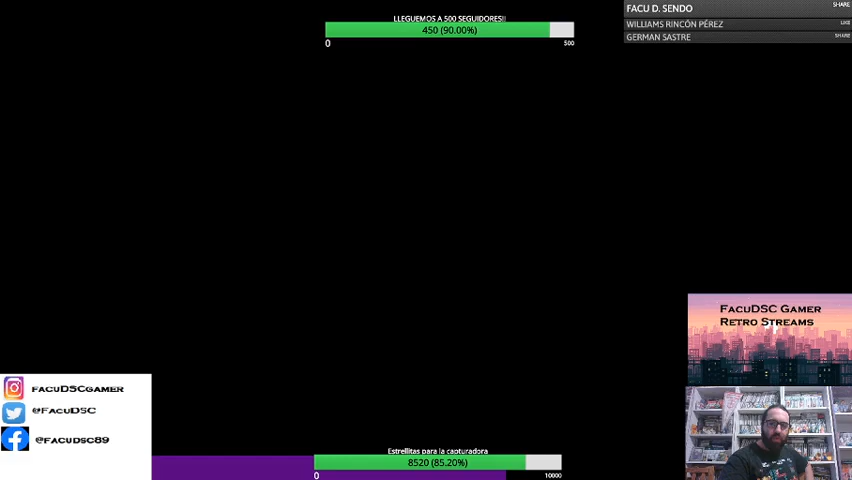 LLEGUEMOS A 500 SEGUIDORES!!
450 (90.00%)
0
500
FACU D. SENDO
SHARE
WILLIAMS RINCÓN PÉREZ
LIKE
GERMAN SASTRE
SHARE
FacuDSC Gamer
Retro Streams
facuDSCgamer
@FacuDSC
@facudsc89
Estrellitas para la capturadora
8520 (85.20%)
0
10000